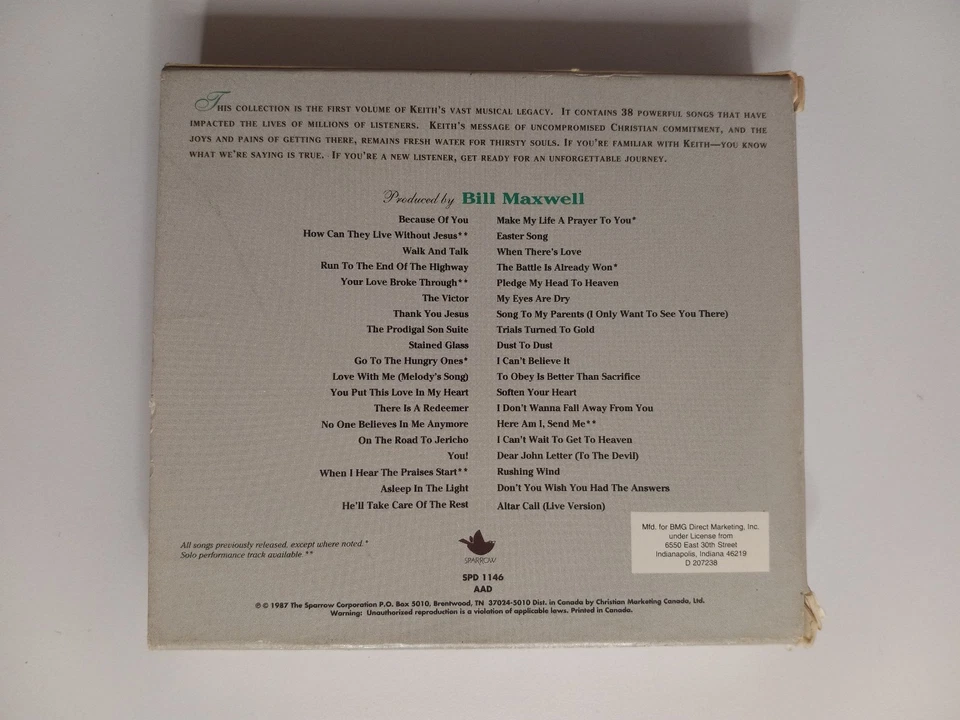 This collection is the first volume of Keith's vast musical legacy. It contains 38 powerful songs that have
impacted the lives of millions of listeners. Keith's message of uncompromised Christian commitment, and the
joys and pains of getting there, remains fresh water for thirsty souls. If you're familiar with Keith—you know
what we're saying is true. If you're a new listener, get ready for an unforgettable journey.
Produced by Bill Maxwell
Because Of You
How Can They Live Without Jesus**
Walk And Talk
Run To The End Of The Highway
Your Love Broke Through**
The Victor
Thank You Jesus
The Prodigal Son Suite
Stained Glass
Go To The Hungry Ones*
Love With Me (Melody's Song)
You Put This Love In My Heart
There Is A Redeemer
No One Believes In Me Anymore
On The Road To Jericho
You!
When I Hear The Praises Start**
Asleep In The Light
He'll Take Care Of The Rest
Make My Life A Prayer To You*
Easter Song
When There's Love
The Battle Is Already Won*
Pledge My Head To Heaven
My Eyes Are Dry
Song To My Parents (I Only Want To See You There)
Trials Turned To Gold
Dust To Dust
I Can't Believe It
To Obey Is Better Than Sacrifice
Soften Your Heart
I Don't Wanna Fall Away From You
Here Am I, Send Me**
I Can't Wait To Get To Heaven
Dear John Letter (To The Devil)
Rushing Wind
Don't You Wish You Had The Answers
Altar Call (Live Version)
All songs previously released, except where noted.*
Solo performance track available **
SPARROW
SPD 1146
AAD
Mfd. for BMG Direct Marketing, Inc.
under License from
6550 East 30th Street
Indianapolis, Indiana 46219
D 207238
℗ © 1987 The Sparrow Corporation P.O. Box 5010, Brentwood, TN 37024-5010 Dist. in Canada by Christian Marketing Canada, Ltd.
Warning: Unauthorized reproduction is a violation of applicable laws. Printed in Canada.